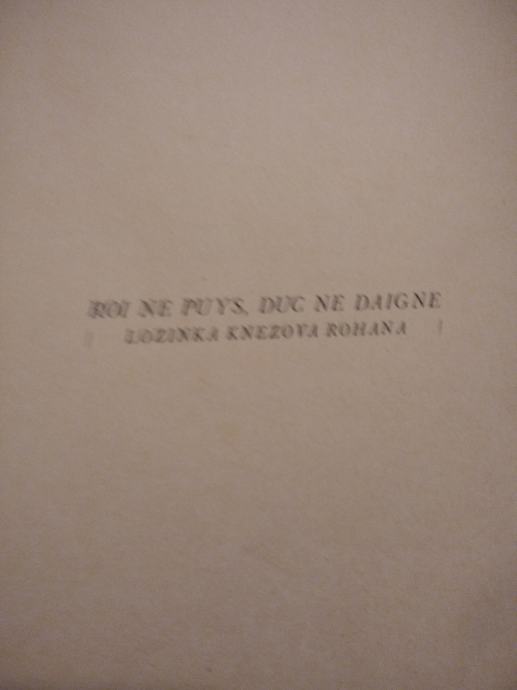 ROI NE PUYS, DUC NE DAIGNE
LOZINKA KNEZOVA ROHANA